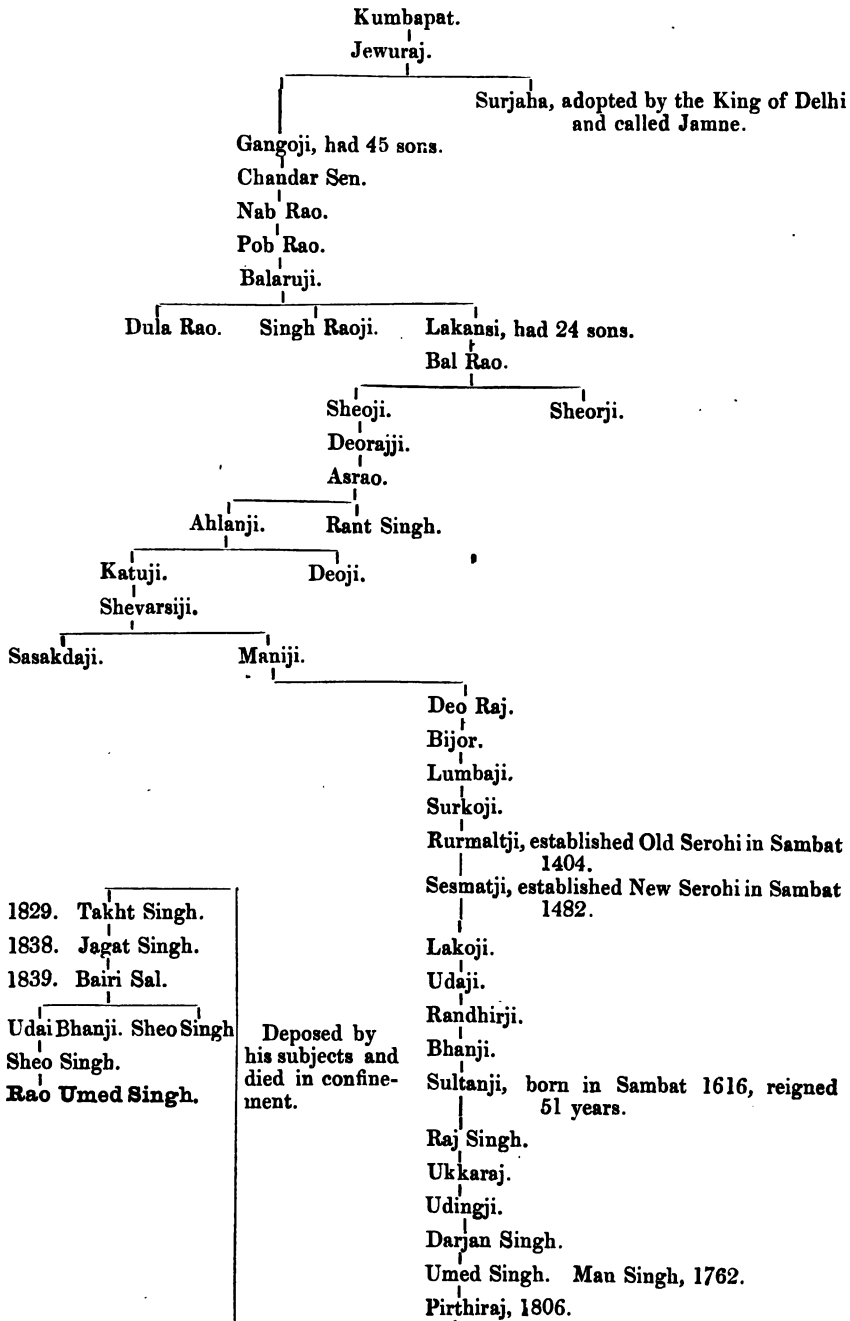 Kumbapat.
Jewuraj.
Surjaha, adopted by the King of Delhi
and called Jamne.
Gangoji, had 45 sons.
Chandar Sen.
Nab Rao.
Pob Rao.
Balaruji.
Dula Rao. Singh Raoji. Lakansi, had 24 sons.
Bal Rao.
Sheoji. Sheorji.
Deorajji.
Asrao.
Ahlanji. Rant Singh.
Katuji. Deoji.
Shevarsiji.
Sasakdaji. Maniji.
Deo Raj.
Bijor.
Lumbaji.
Surkoji.
Rurmaltji, established Old Serohi in Sambat
1404.
Sesmatji, established New Serohi in Sambat
1482.
Lakoji.
Udaji.
Randhirji.
Bhanji.
Sultanji, born in Sambat 1616, reigned
51 years.
Raj Singh.
Ukkaraj.
Udingji.
Darjan Singh.
Umed Singh. Man Singh, 1762.
Pirthiraj, 1806.
1829. Takht Singh.
1838. Jagat Singh.
1839. Bairi Sal.
Udai Bhanji. Sheo Singh
Sheo Singh.
Rao Umed Singh.
Deposed by
his subjects and
died in confine-
ment.